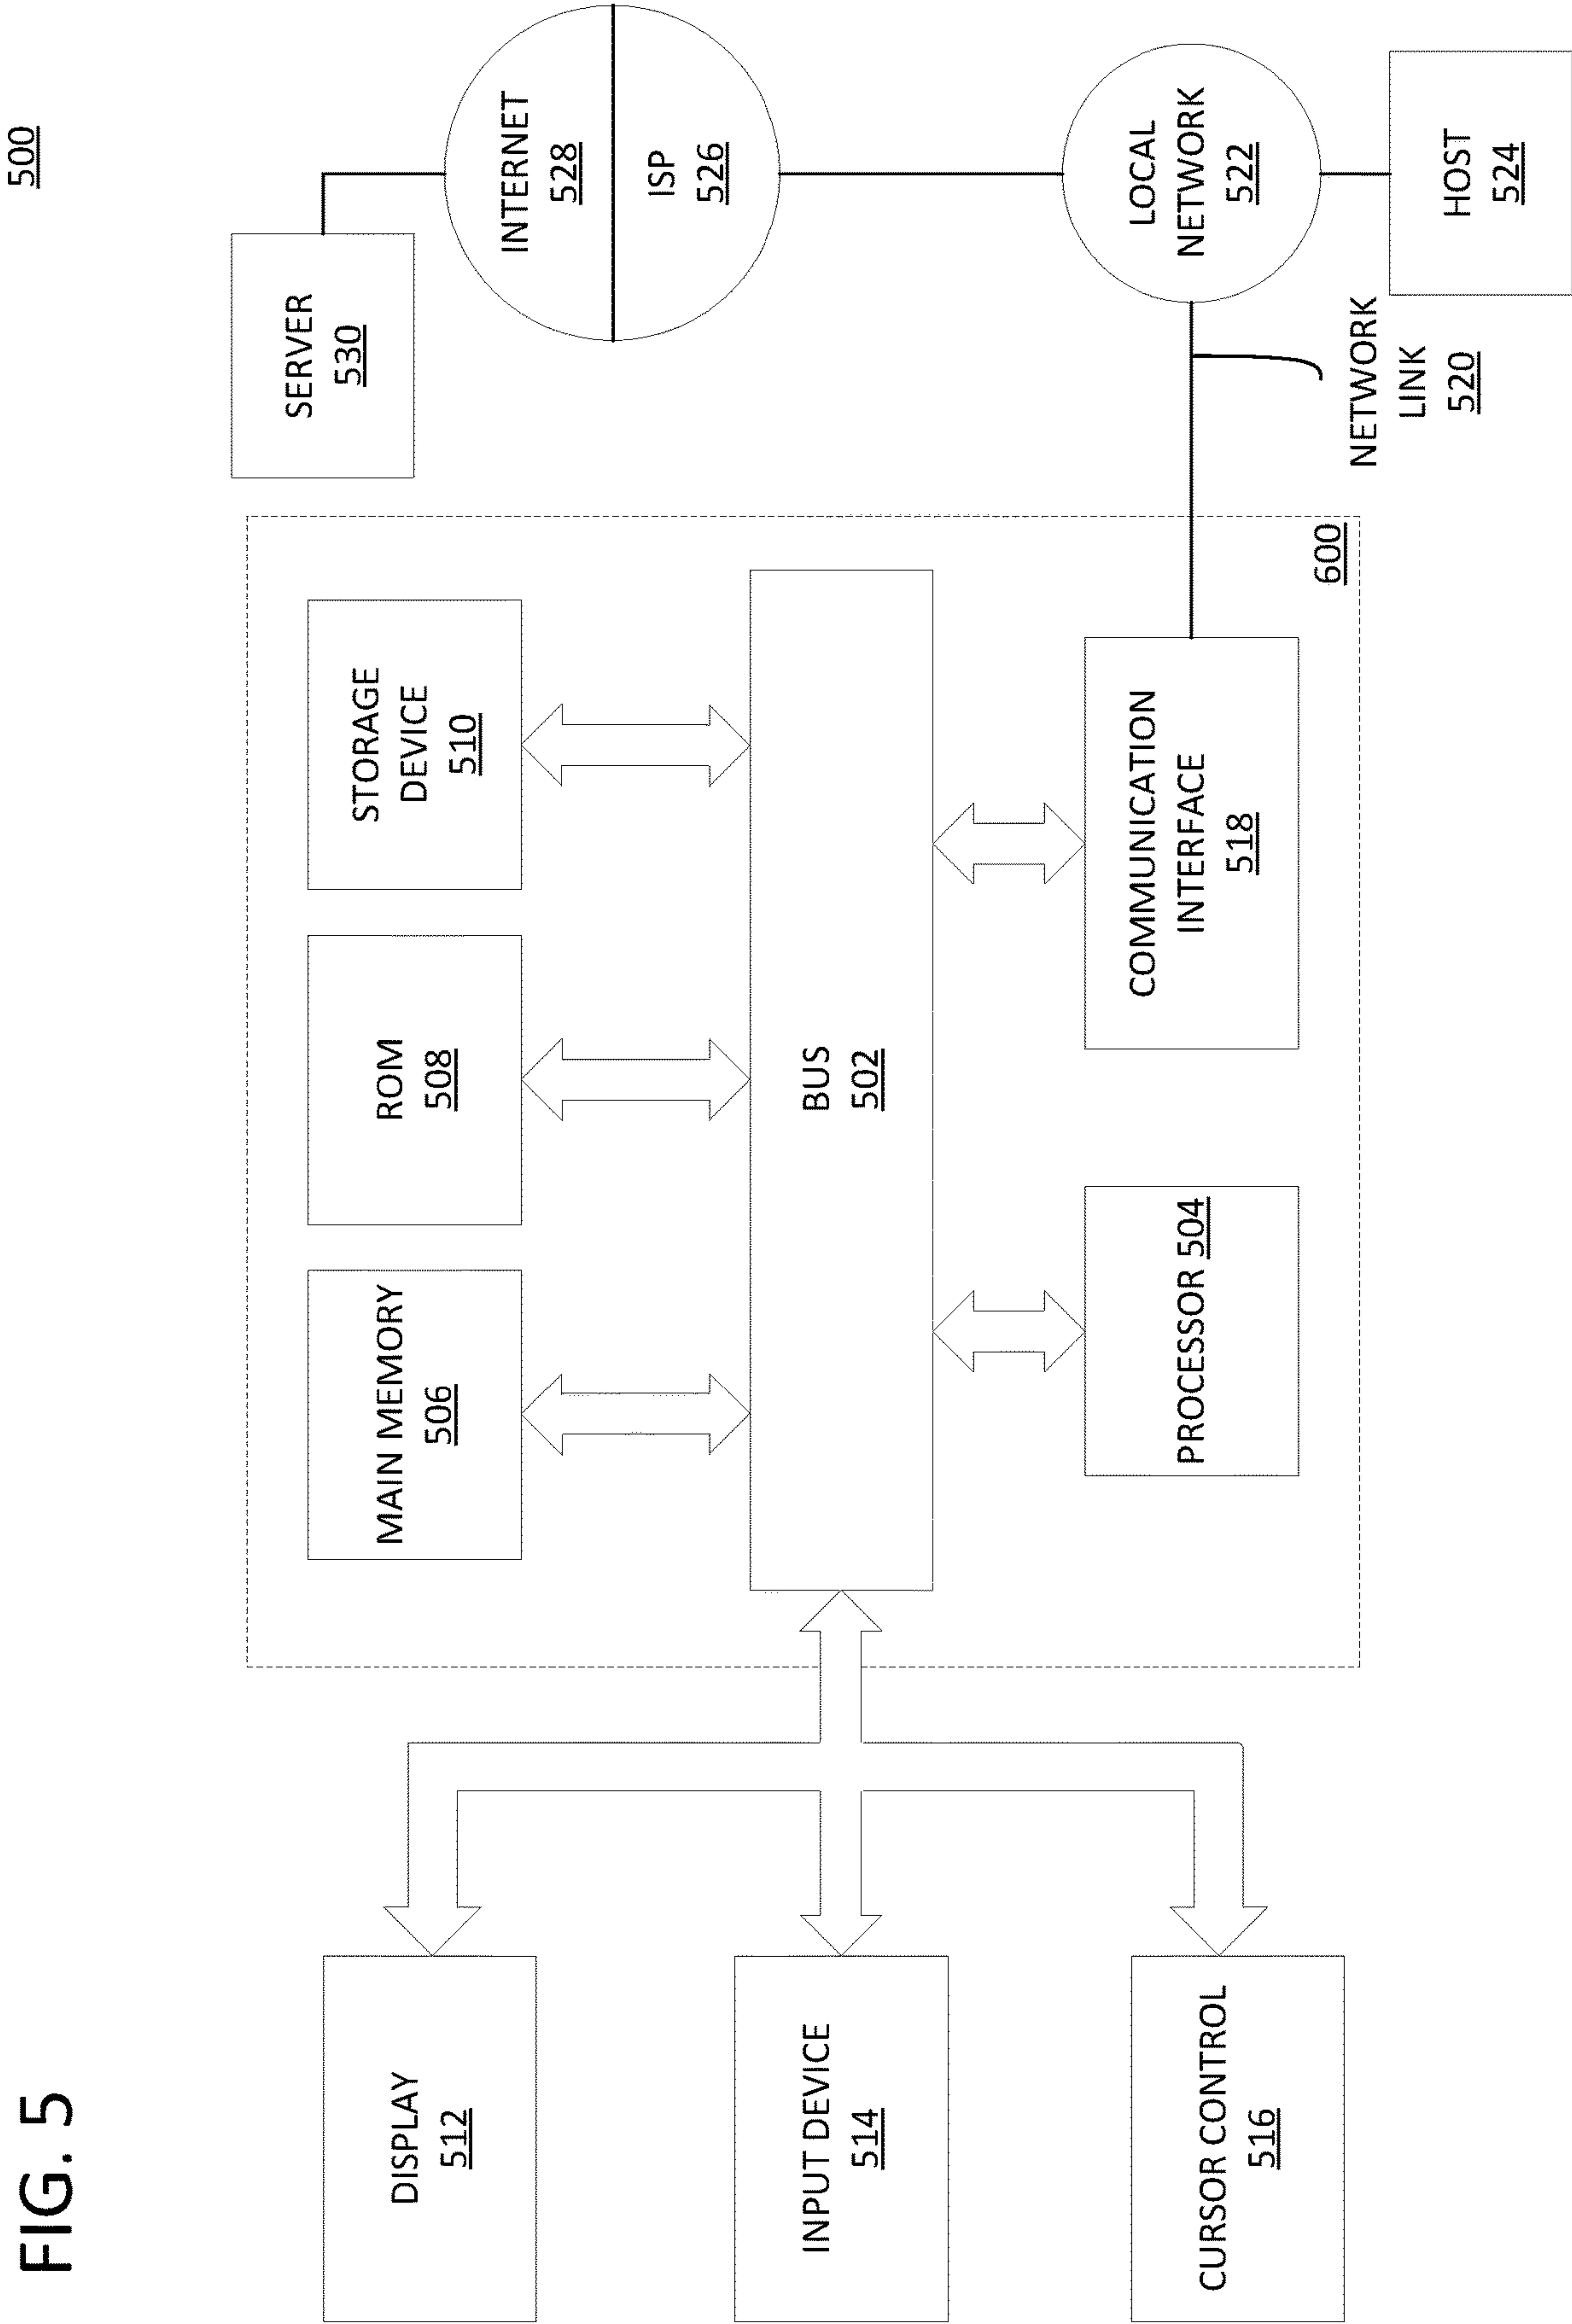 FIG. 5
500
DISPLAY
512
INPUT DEVICE
514
CURSOR CONTROL
516
MAIN MEMORY
506
ROM
508
STORAGE
DEVICE
510
BUS
502
PROCESSOR 504
COMMUNICATION
INTERFACE
518
600
SERVER
530
INTERNET
528
ISP
526
LOCAL
NETWORK
522
NETWORK
LINK
520
HOST
524